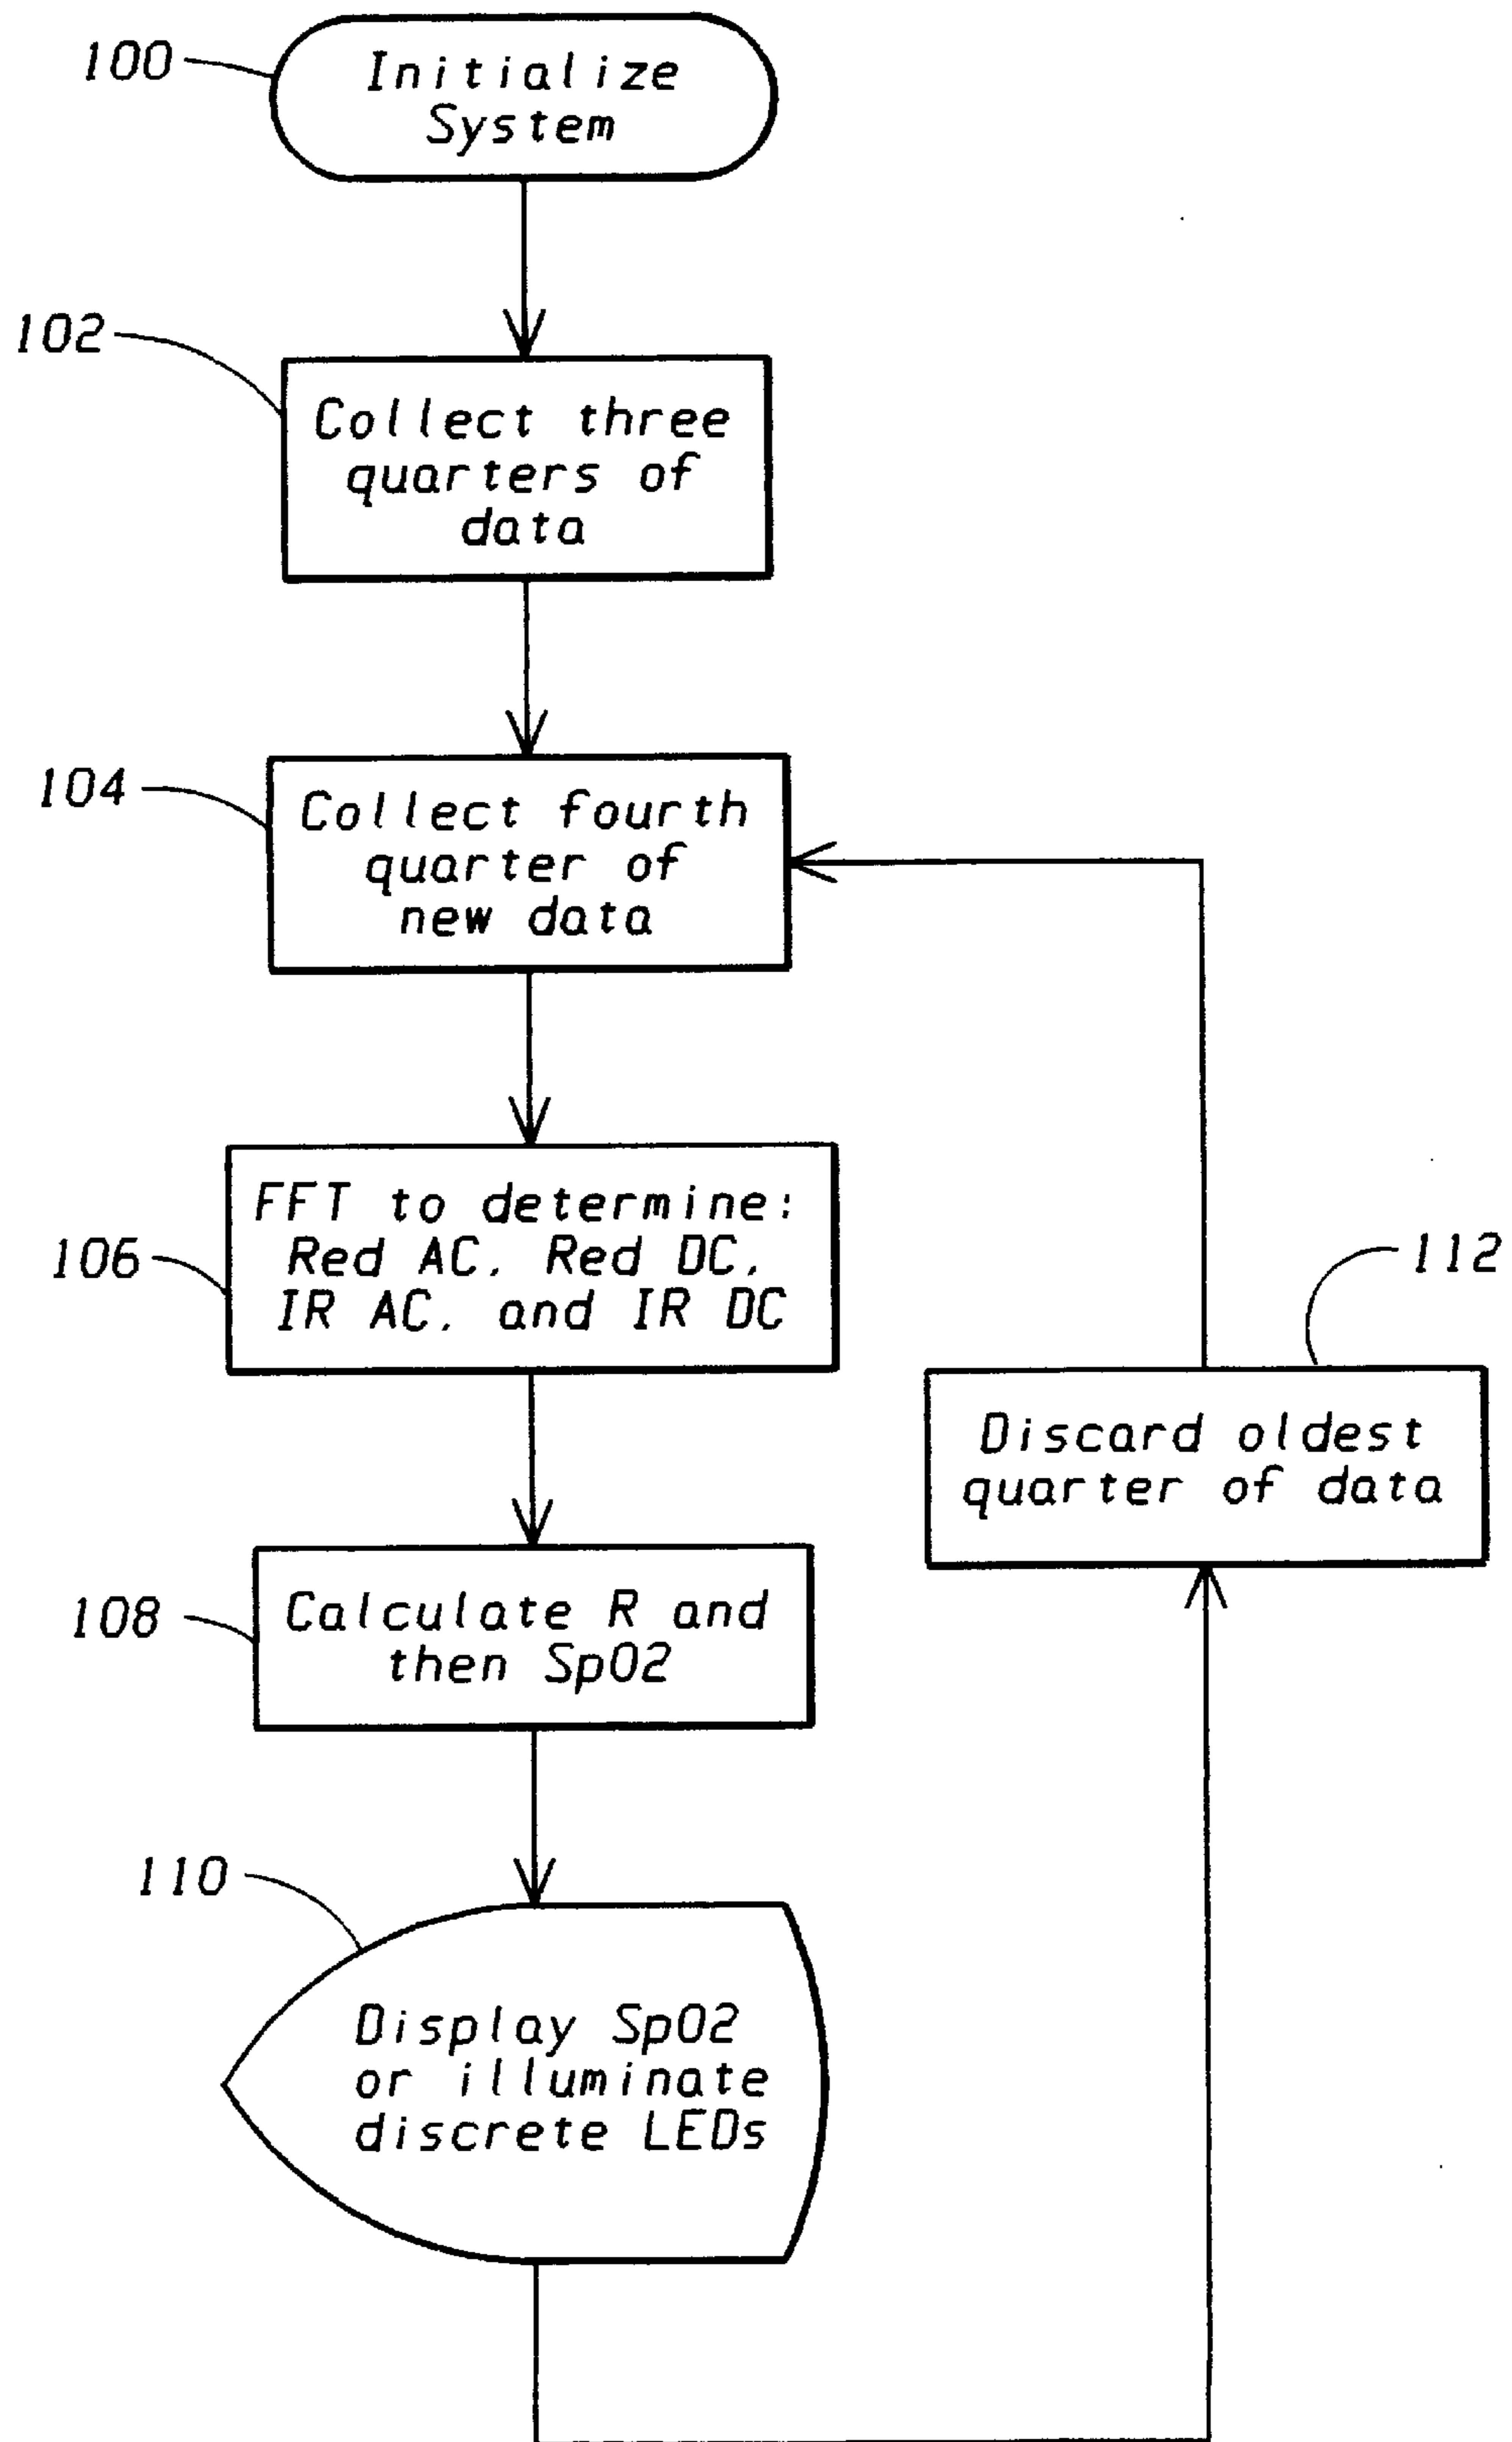 100
Initialize
System
102
Collect three
quarters of
data
104
Collect fourth
quarter of
new data
106
FFT to determine:
Red AC, Red DC,
IR AC, and IR DC
112
Discard oldest
quarter of data
108
Calculate R and
then SpO2
110
Display SpO2
or illuminate
discrete LEDs